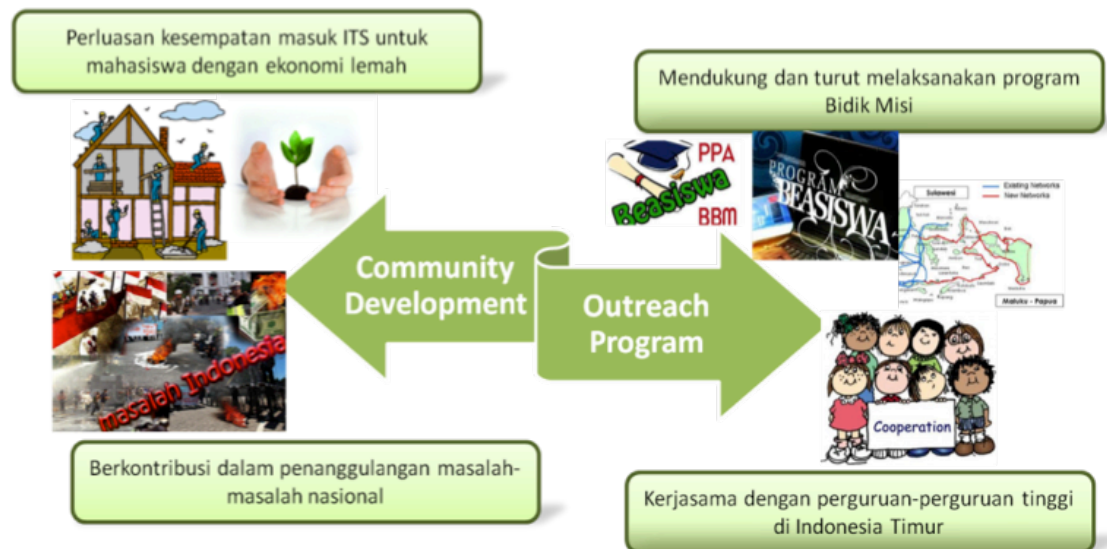 Perluasan kesempatan masuk ITS untuk
mahasiswa dengan ekonomi lemah
Mendukung dan turut melaksanakan program
Bidik Misi
PPA
Beasiswa
BBM
PROGRAM
BEASISWA
Sulawesi
Existing Networks
New Networks
Maluku - Papua
Community
Development
Outreach
Program
masalah Indonesia
Cooperation
Berkontribusi dalam penanggulangan masalah-
masalah nasional
Kerjasama dengan perguruan-perguruan tinggi
di Indonesia Timur